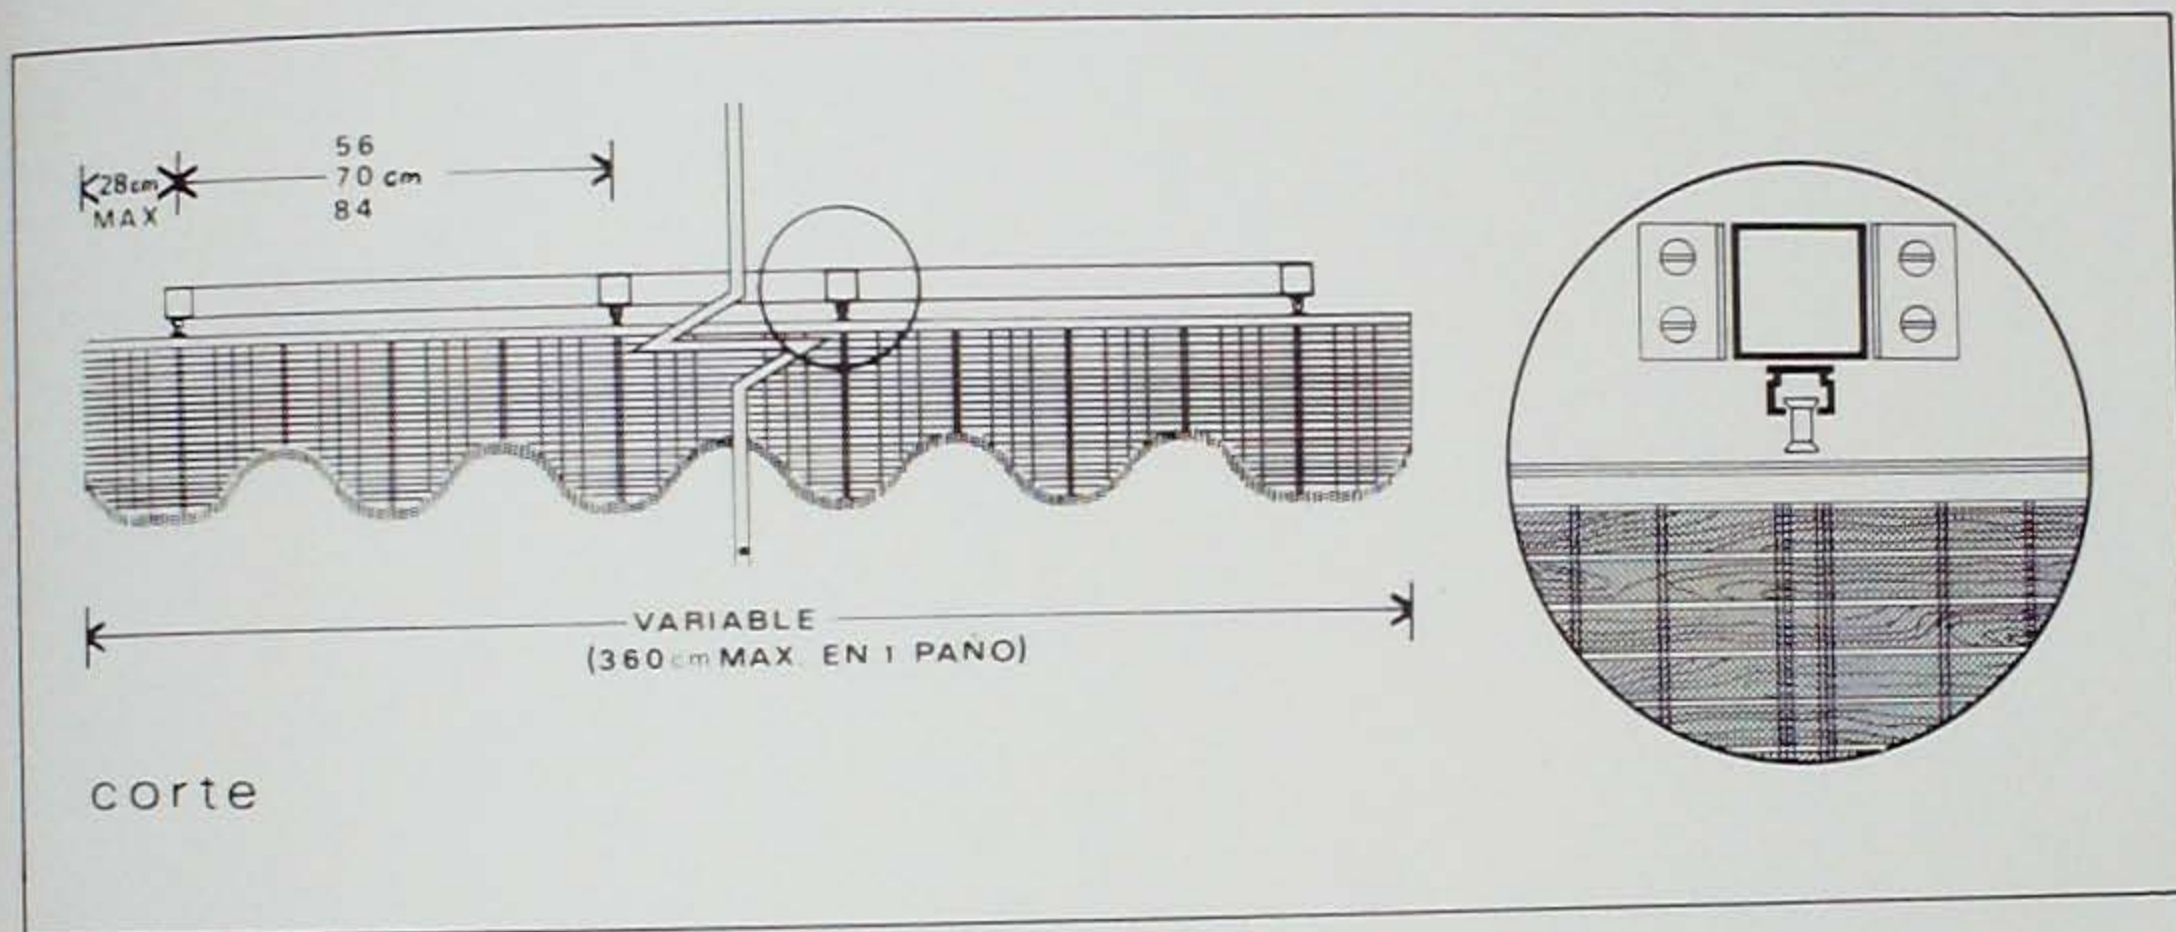 56
28cm 70 cm
MAX 84
VARIABLE
(360cm MAX. EN 1 PAÑO)
corte